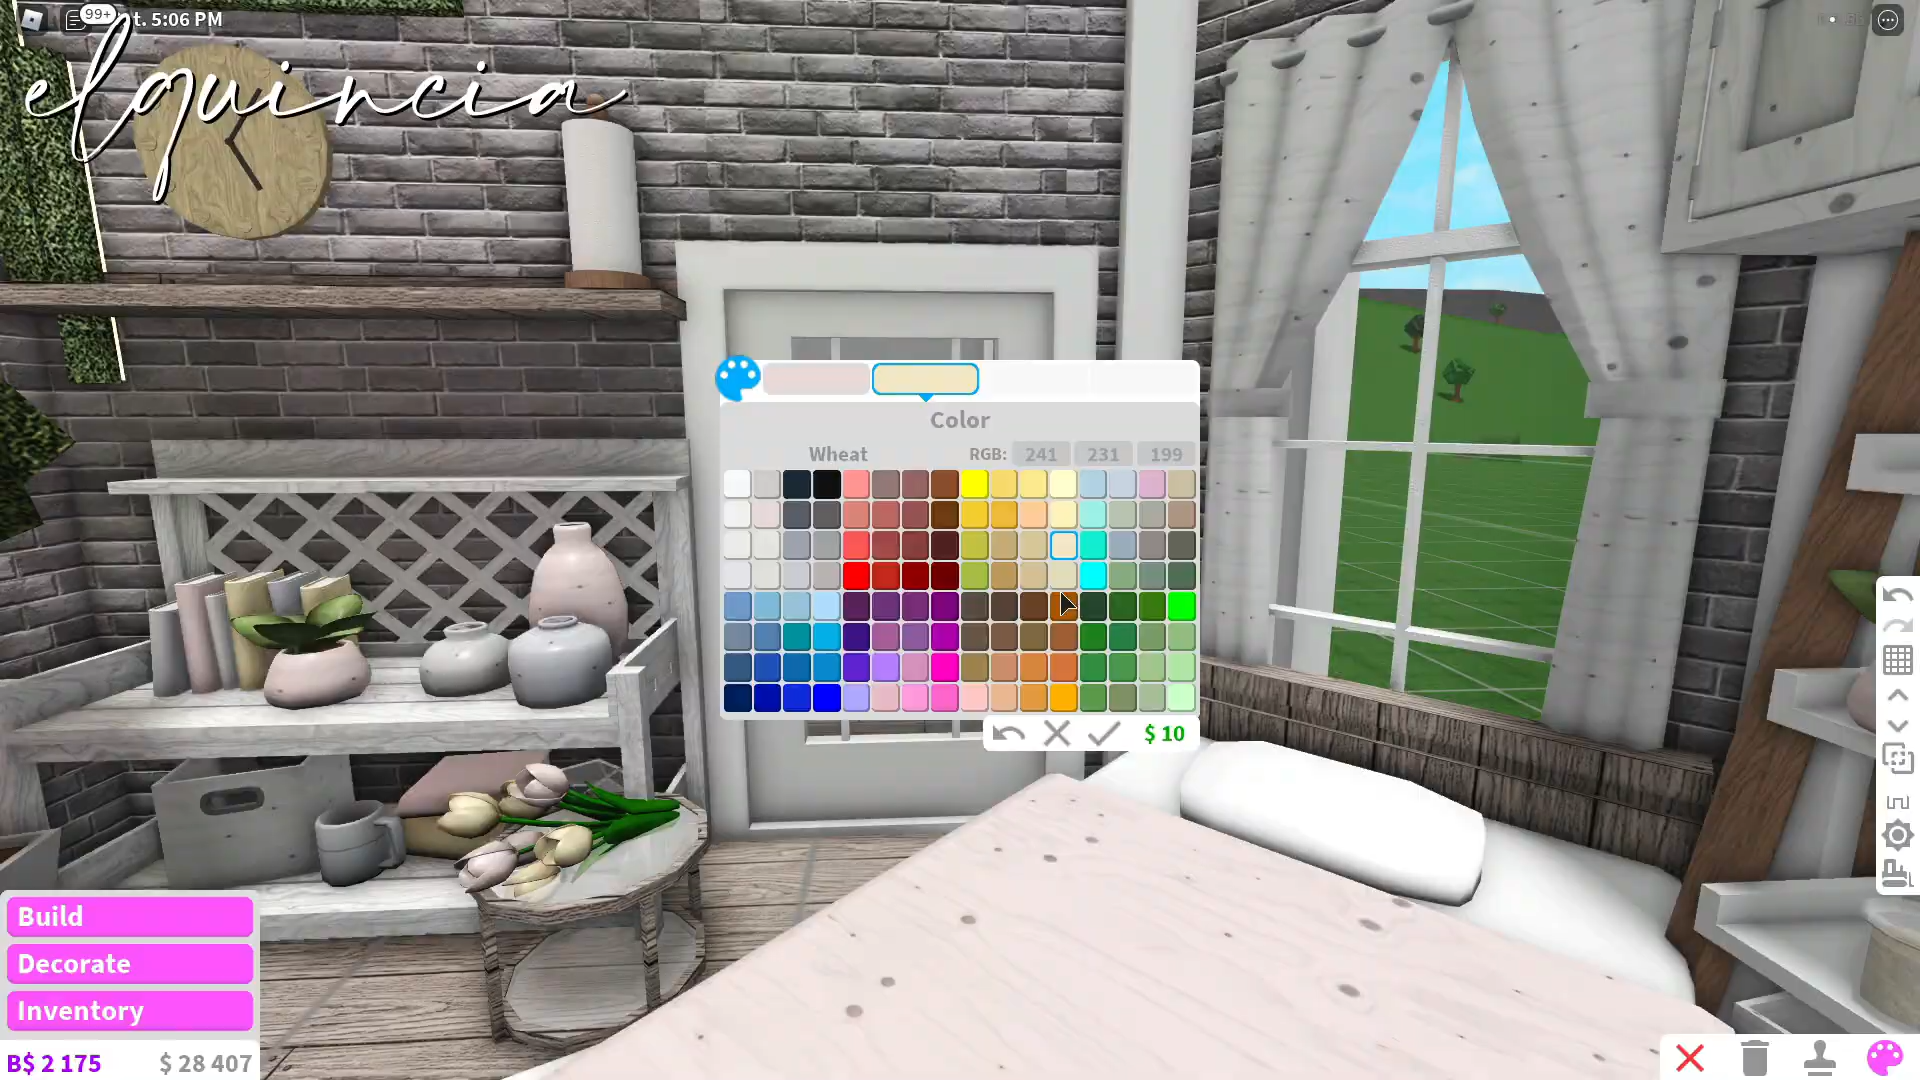 99+
t. 5:06 PM
elquincia
Color
Wheat RGB: 241 231 199
$ 10
Build
Decorate
Inventory
B$ 2 175 $ 28 407